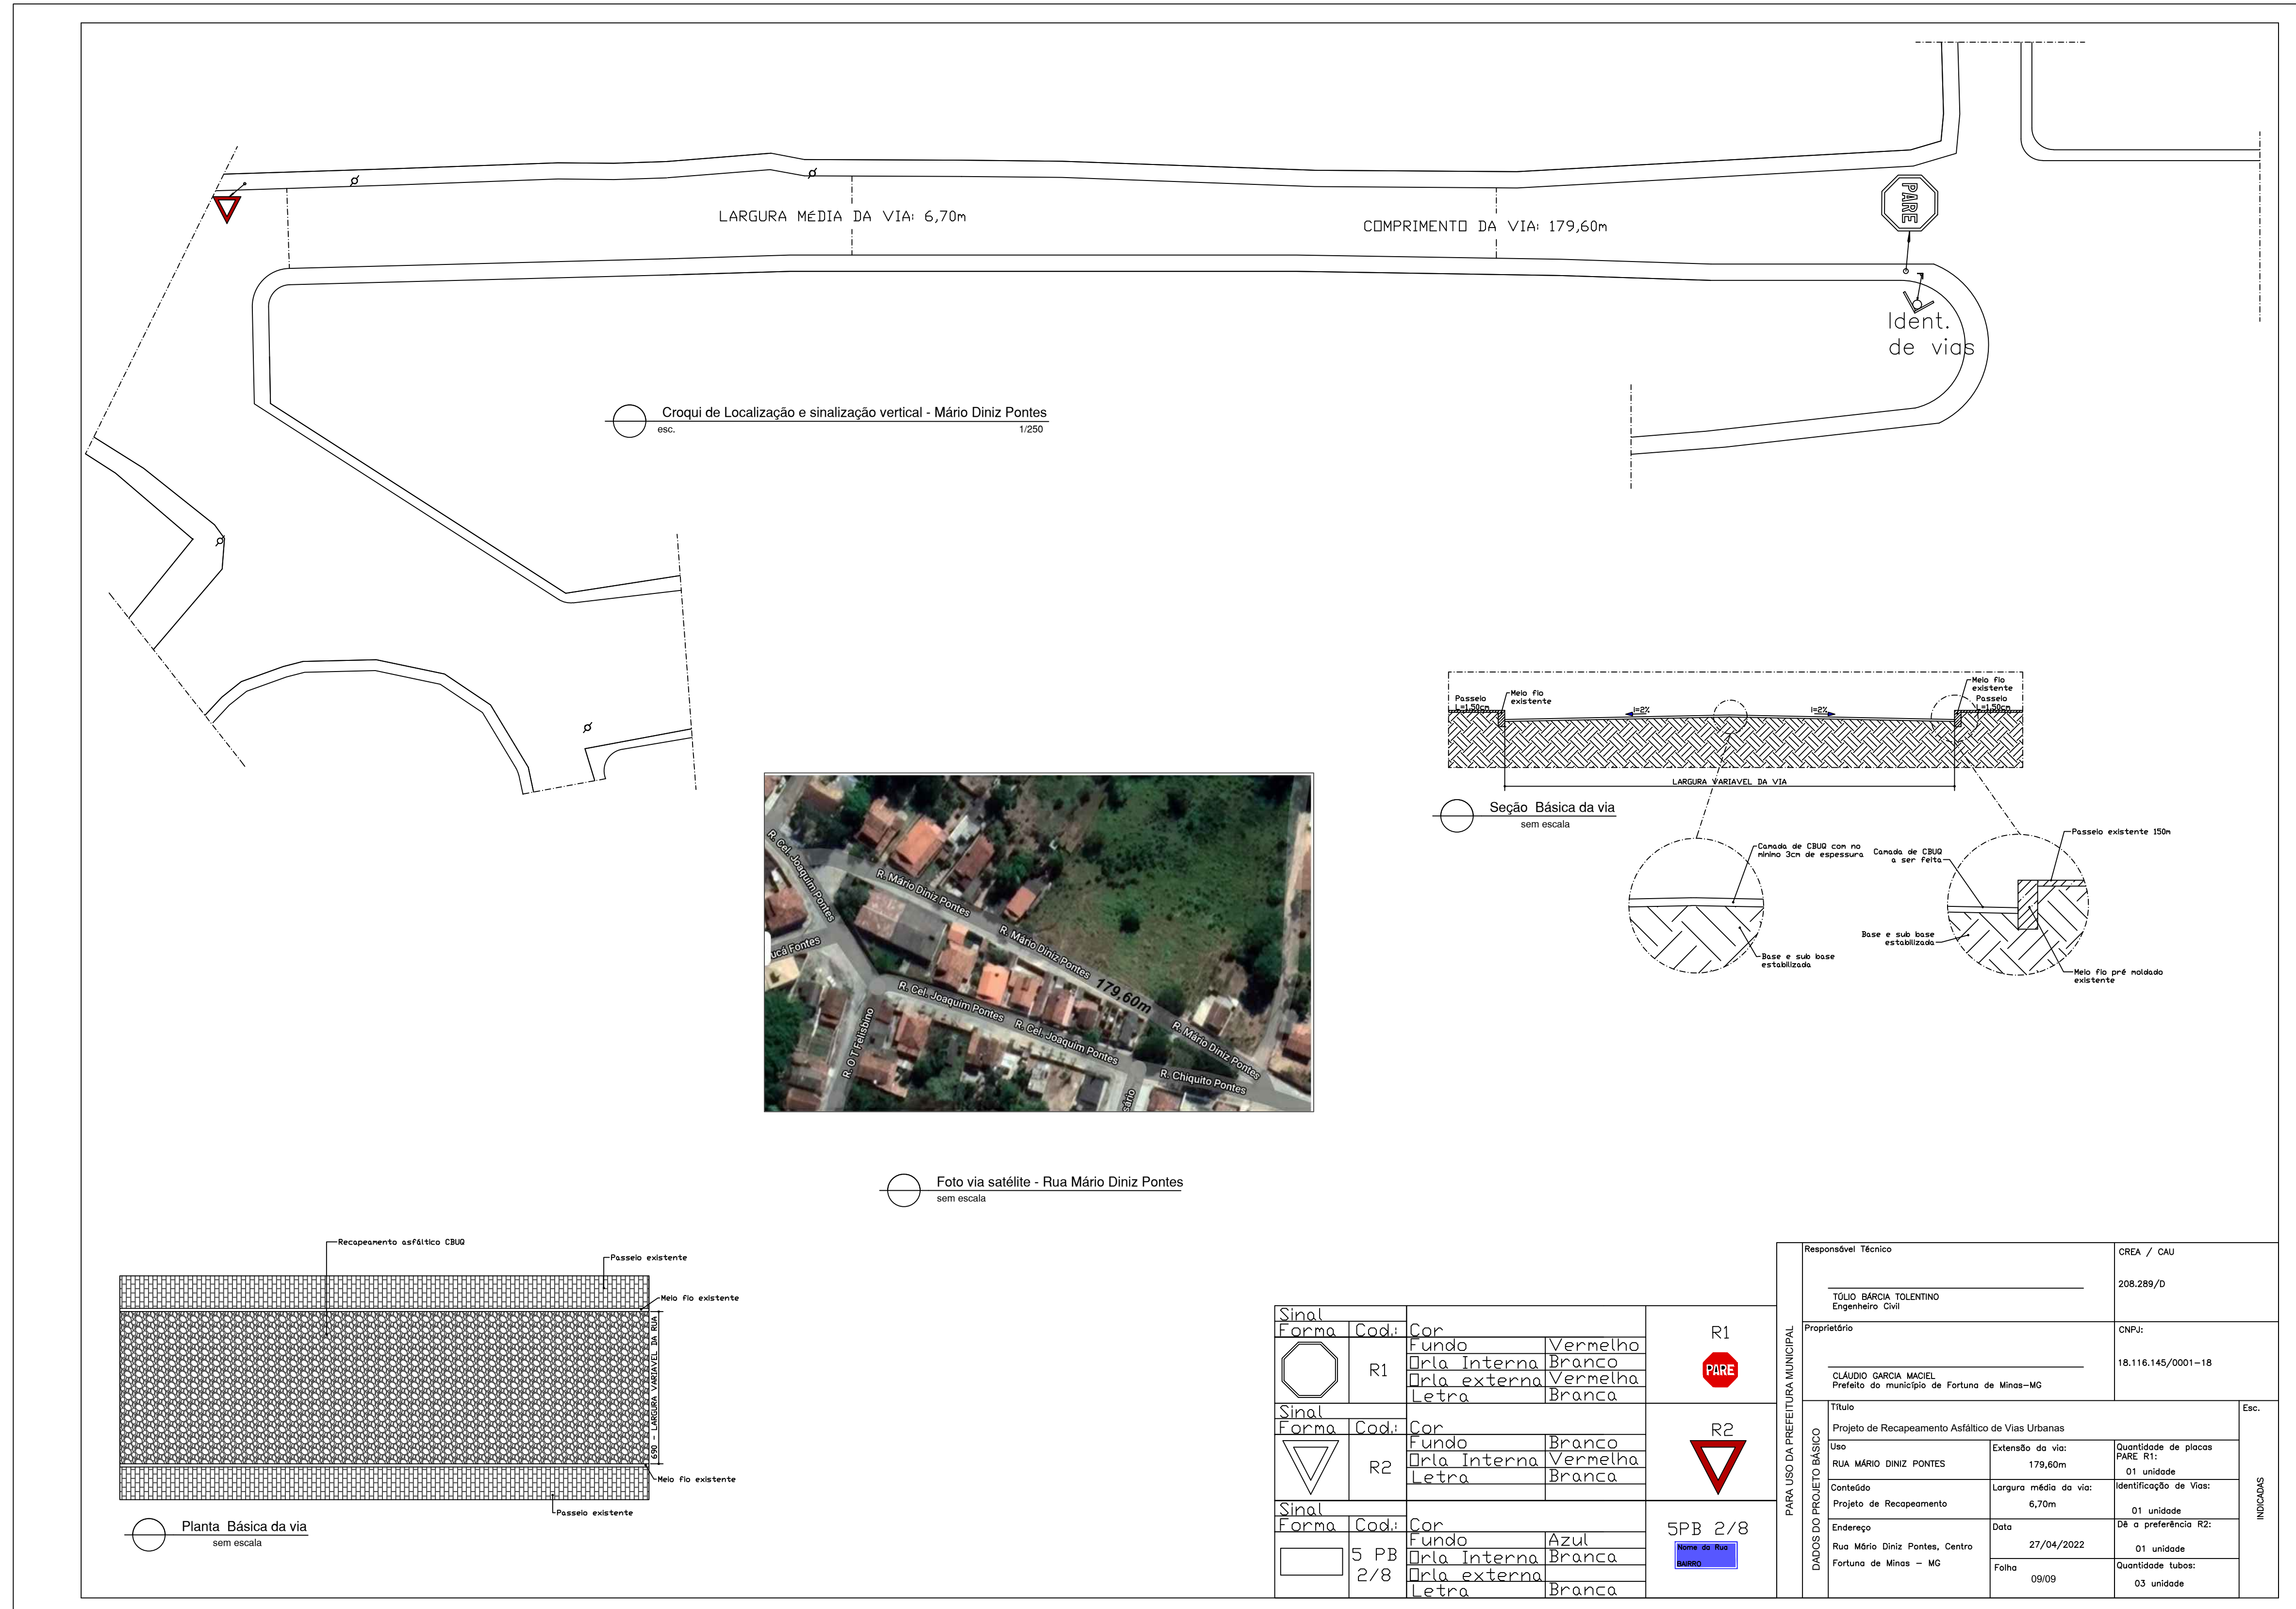 LARGURA MÉDIA DA VIA: 6,70m
COMPRIMENTO DA VIA: 179,60m
PARE
Ident.
de vias
Croqui de Localização e sinalização vertical - Mário Diniz Pontes
esc.
1/250
Passeio
L=1.50cm
Meio fio
existente
i=2%
i=2%
Meio fio
existente
Passeio
L=1.50cm
LARGURA VARIAVEL DA VIA
Seção Básica da via
sem escala
Camada de CBUQ com no
mínimo 3cm de espessura
Base e sub base
estabilizada
Camada de CBUQ
a ser feita
Passeio existente 150m
Base e sub base
estabilizada
Meio fio pré moldado
existente
R. Cel. Joaquim Pontes
R. Mário Diniz Pontes
R. Mário Diniz Pontes
179,60m
R. Mário Diniz Pontes
ucá Fontes
R. Cel. Joaquim Pontes
R. Cel. Joaquim Pontes
R. O T Felisbino
R. Chiquito Pontes
sário
Foto via satélite - Rua Mário Diniz Pontes
sem escala
Recapeamento asfáltico CBUQ
Passeio existente
Meio fio existente
6.90 - LARGURA VARIAVEL DA RUA
Meio fio existente
Passeio existente
Planta Básica da via
sem escala
Sinal
Forma Cod.: Cor
R1
Fundo Vermelho
Orla Interna Branco
Orla externa Vermelha
Letra Branca
R1
PARE
Sinal
Forma Cod.: Cor
R2
Fundo Branco
Orla Interna Vermelha
Letra Branca
R2
Sinal
Forma Cod.: Cor
5 PB
2/8
Fundo Azul
Orla Interna Branca
Orla externa
Letra Branca
5PB 2/8
Nome da Rua
BAIRRO
PARA USO DA PREFEITURA MUNICIPAL
Responsável Técnico
TÚLIO BÁRCIA TOLENTINO
Engenheiro Civil
CREA / CAU
208.289/D
Proprietário
CLÁUDIO GARCIA MACIEL
Prefeito do município de Fortuna de Minas-MG
CNPJ:
18.116.145/0001-18
DADOS DO PROJETO BÁSICO
Título
Projeto de Recapeamento Asfáltico de Vias Urbanas
Esc.
INDICADAS
Uso
RUA MÁRIO DINIZ PONTES
Extensão da via:
179,60m
Quantidade de placas
PARE R1:
01 unidade
Conteúdo
Projeto de Recapeamento
Largura média da via:
6,70m
Identificação de Vias:
01 unidade
Endereço
Rua Mário Diniz Pontes, Centro
Fortuna de Minas - MG
Data
27/04/2022
Dê a preferência R2:
01 unidade
Folha
09/09
Quantidade tubos:
03 unidade